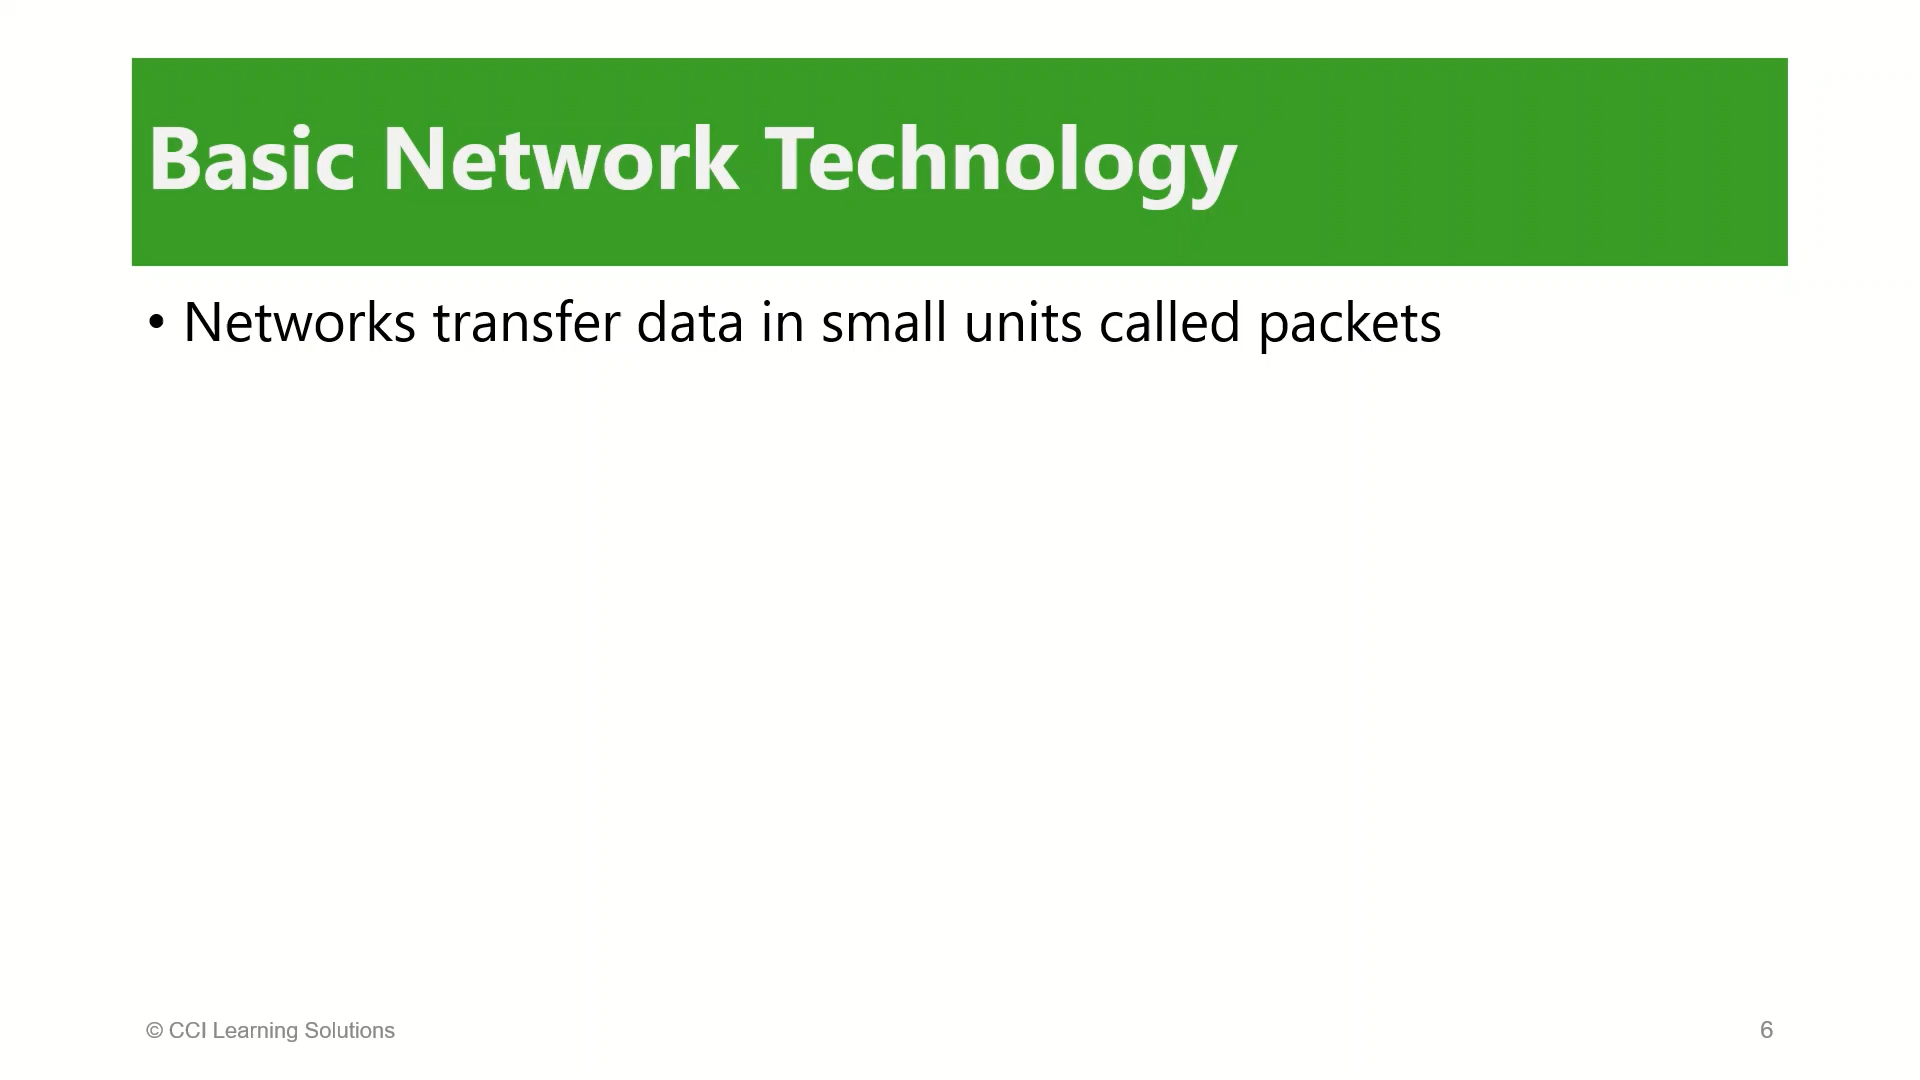 Basic Network Technology
• Networks transfer data in small units called packets
© CCI Learning Solutions
6